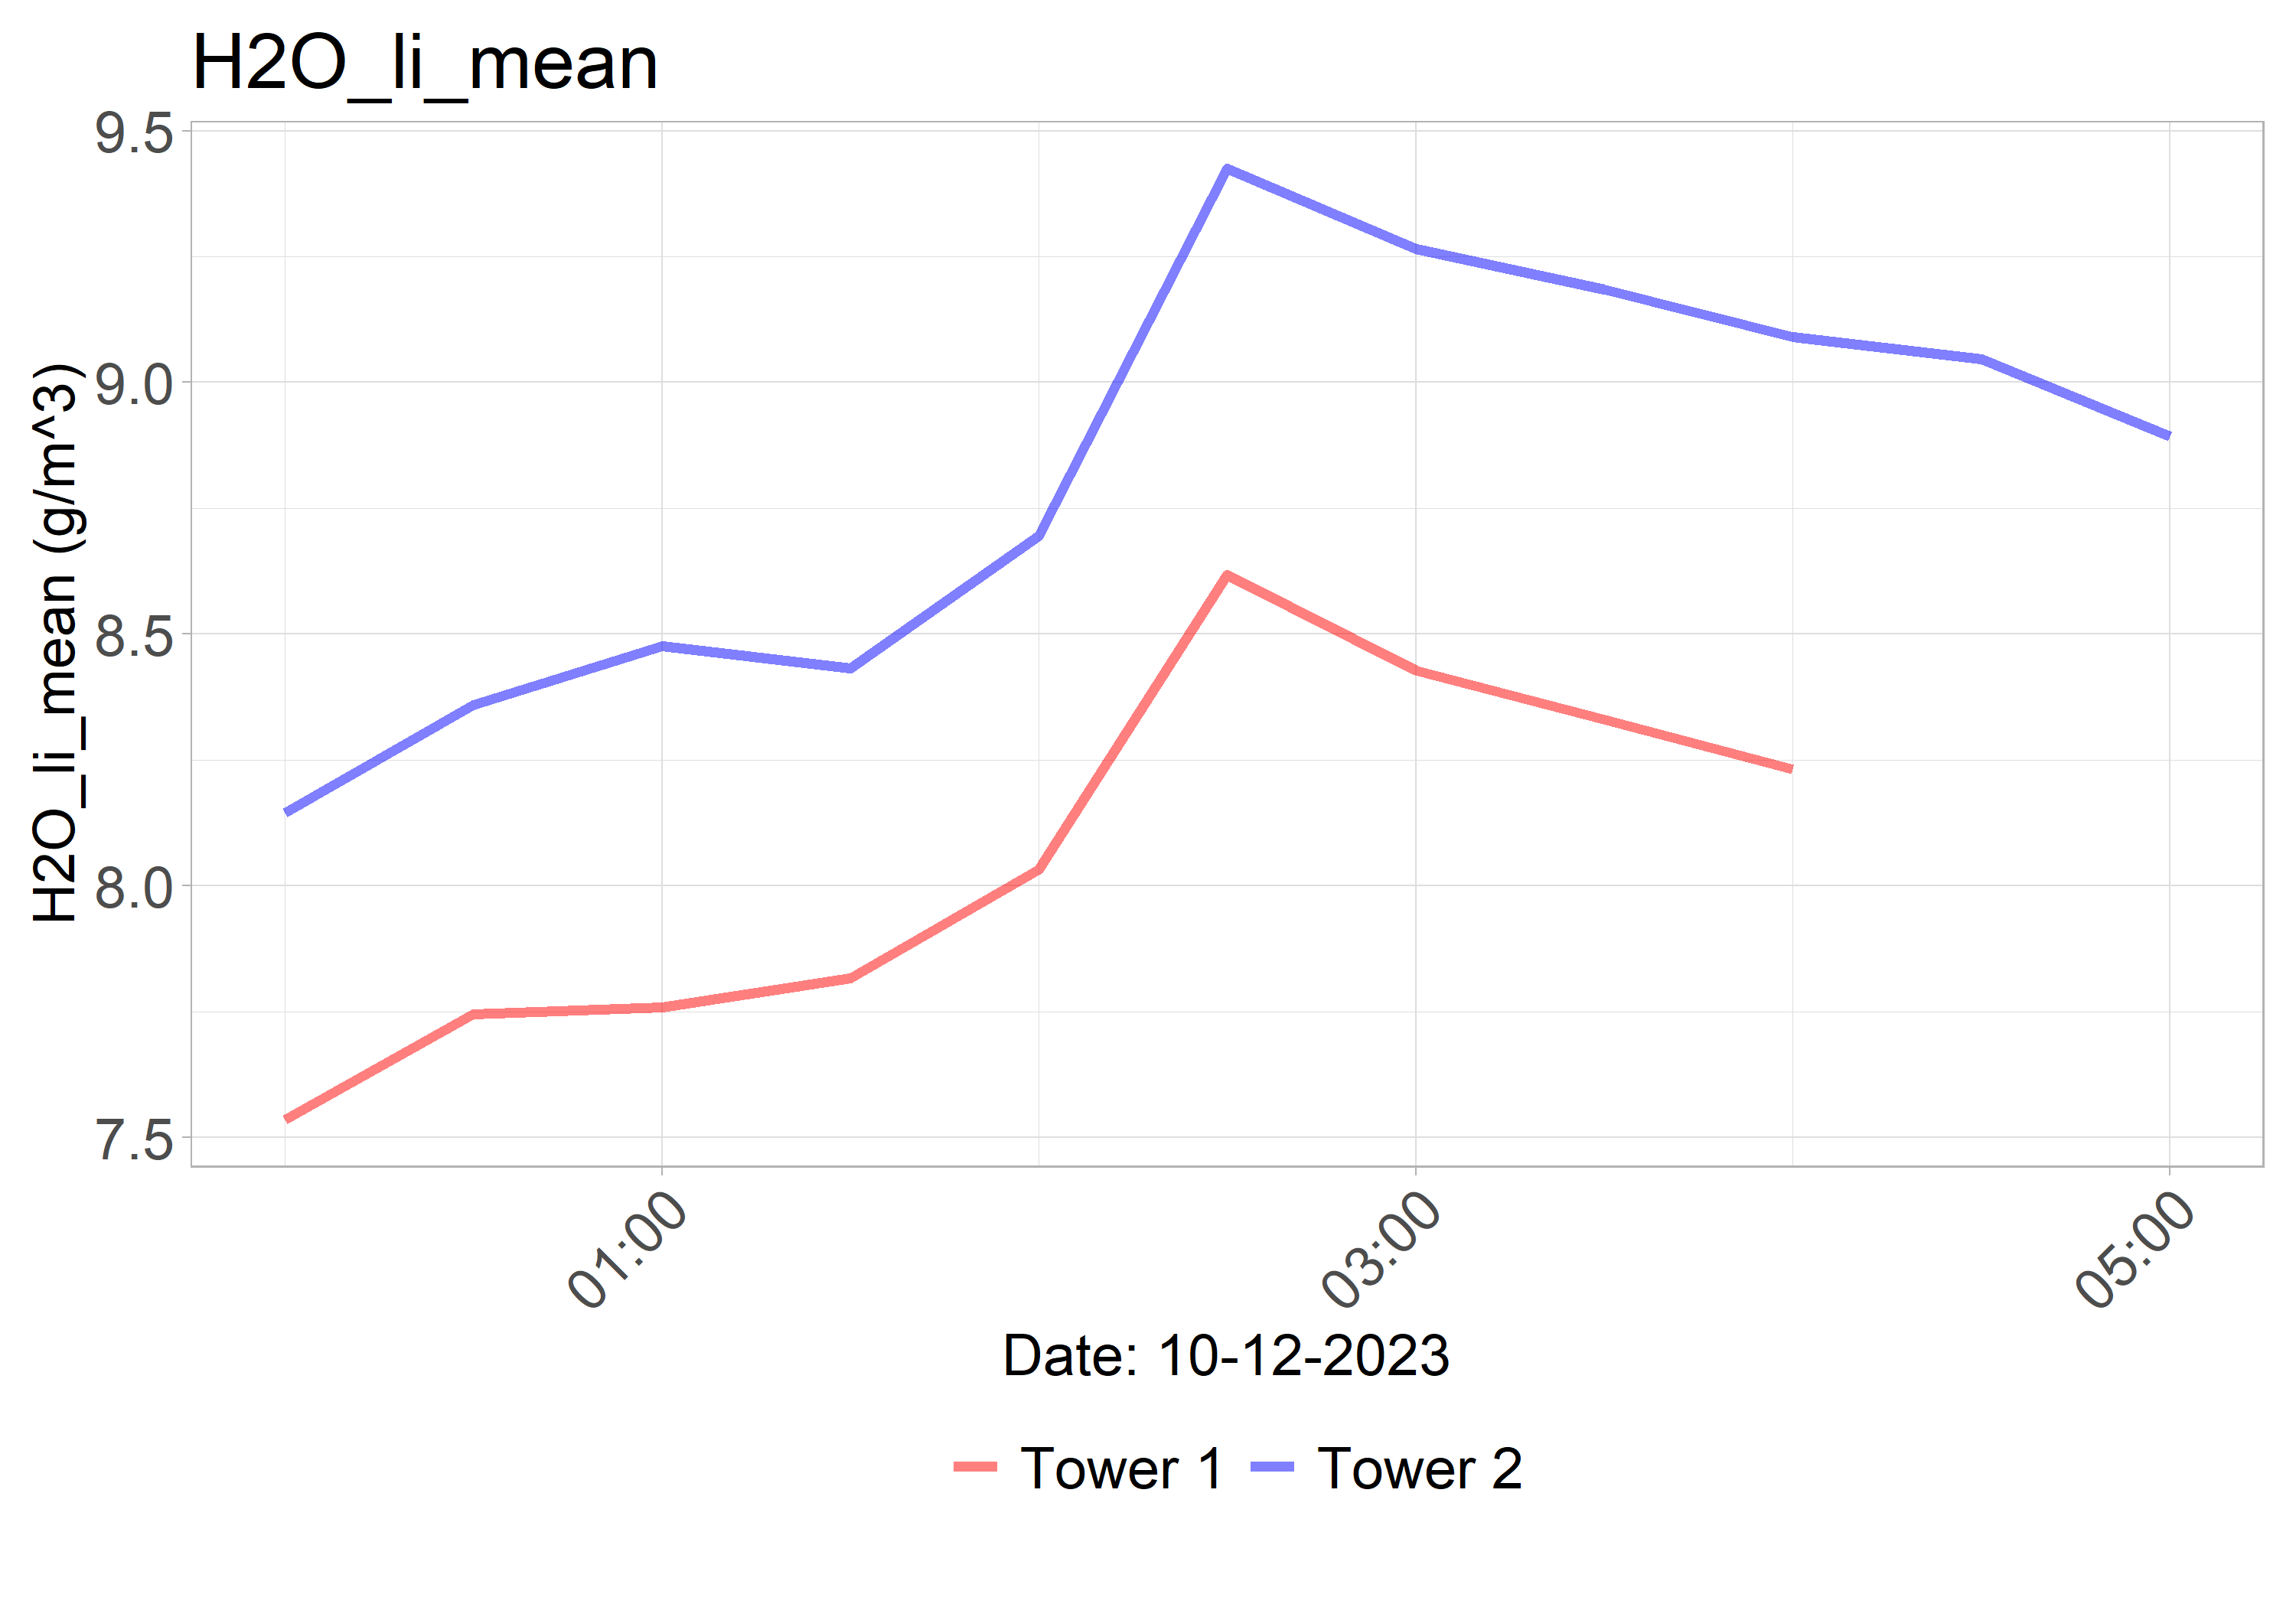 H2O_li_mean
H2O_li_mean (g/m^3)
9.5
9.0
8.5
8.0
7.5
01:00
03:00
05:00
Date: 10-12-2023
Tower 1
Tower 2